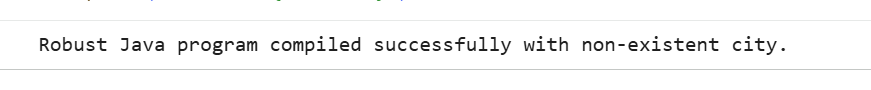 Robust Java program compiled successfully with non-existent city.